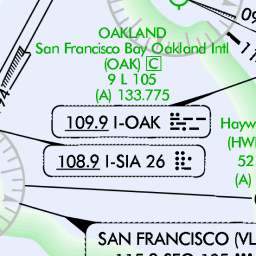 09
OAKLAND
San Francisco Bay Oakland Intl
(OAK) C
9 L 105
(A) 133.775
109.9 I-OAK
Hayw
(HW
52
(A)
108.9 I-SIA 26
SAN FRANCISCO (VL